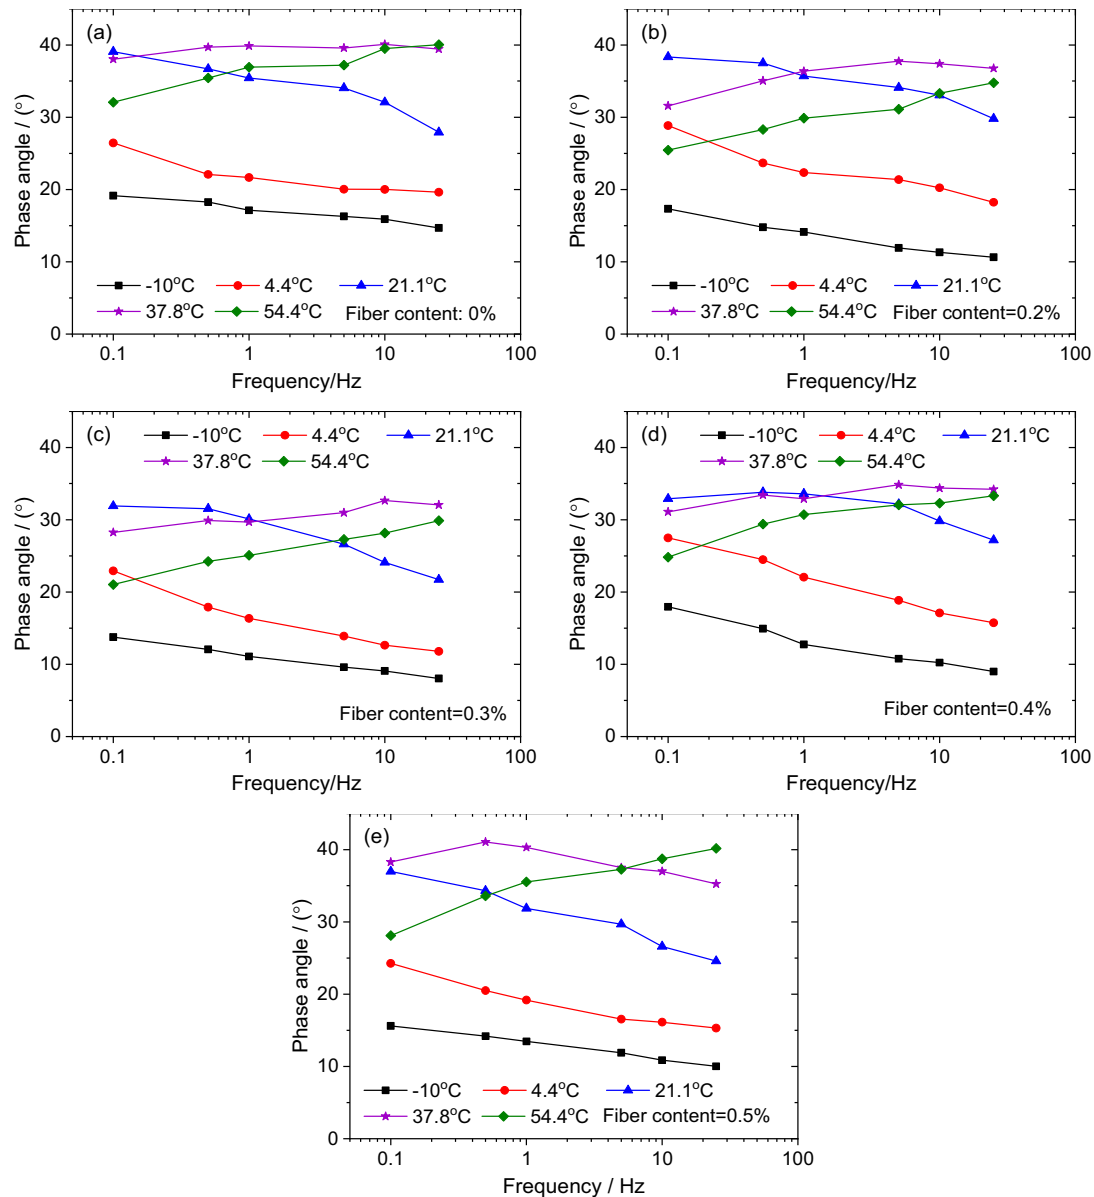 (a)
Phase angle / (°)
40
30
20
10
0
-10°C 4.4°C 21.1°C
37.8°C 54.4°C Fiber content: 0%
0.1 1 10 100
Frequency/Hz
(b)
Phase angle / (°)
40
30
20
10
0
-10°C 4.4°C 21.1°C
37.8°C 54.4°C Fiber content=0.2%
0.1 1 10 100
Frequency/Hz
(c)
-10°C 4.4°C 21.1°C
37.8°C 54.4°C
Phase angle / (°)
40
30
20
10
0
Fiber content=0.3%
0.1 1 10 100
Frequency/Hz
(d)
-10°C 4.4°C 21.1°C
37.8°C 54.4°C
Phase angle / (°)
40
30
20
10
0
Fiber content=0.4%
0.1 1 10 100
Frequency/Hz
(e)
Phase angle / (°)
40
30
20
10
0
-10°C 4.4°C 21.1°C
37.8°C 54.4°C Fiber content=0.5%
0.1 1 10 100
Frequency / Hz